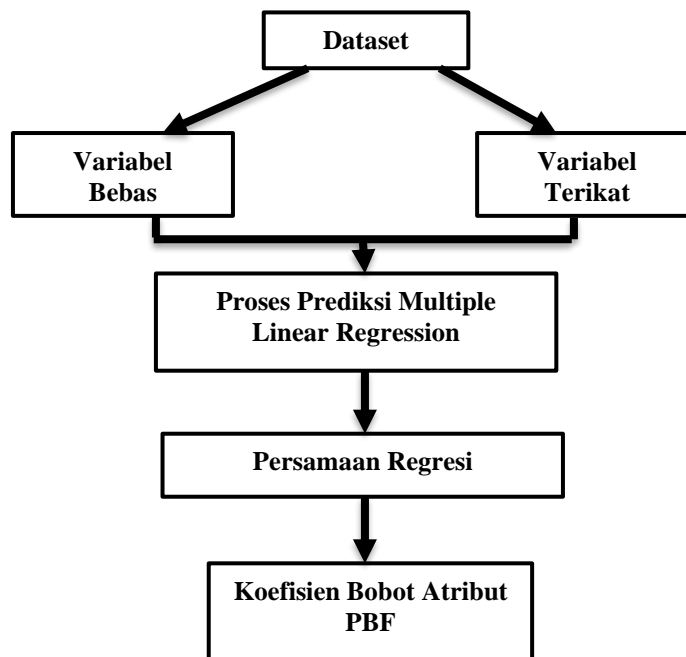 Dataset
Variabel
Bebas
Variabel
Terikat
Proses Prediksi Multiple
Linear Regression
Persamaan Regresi
Koefisien Bobot Atribut
PBF